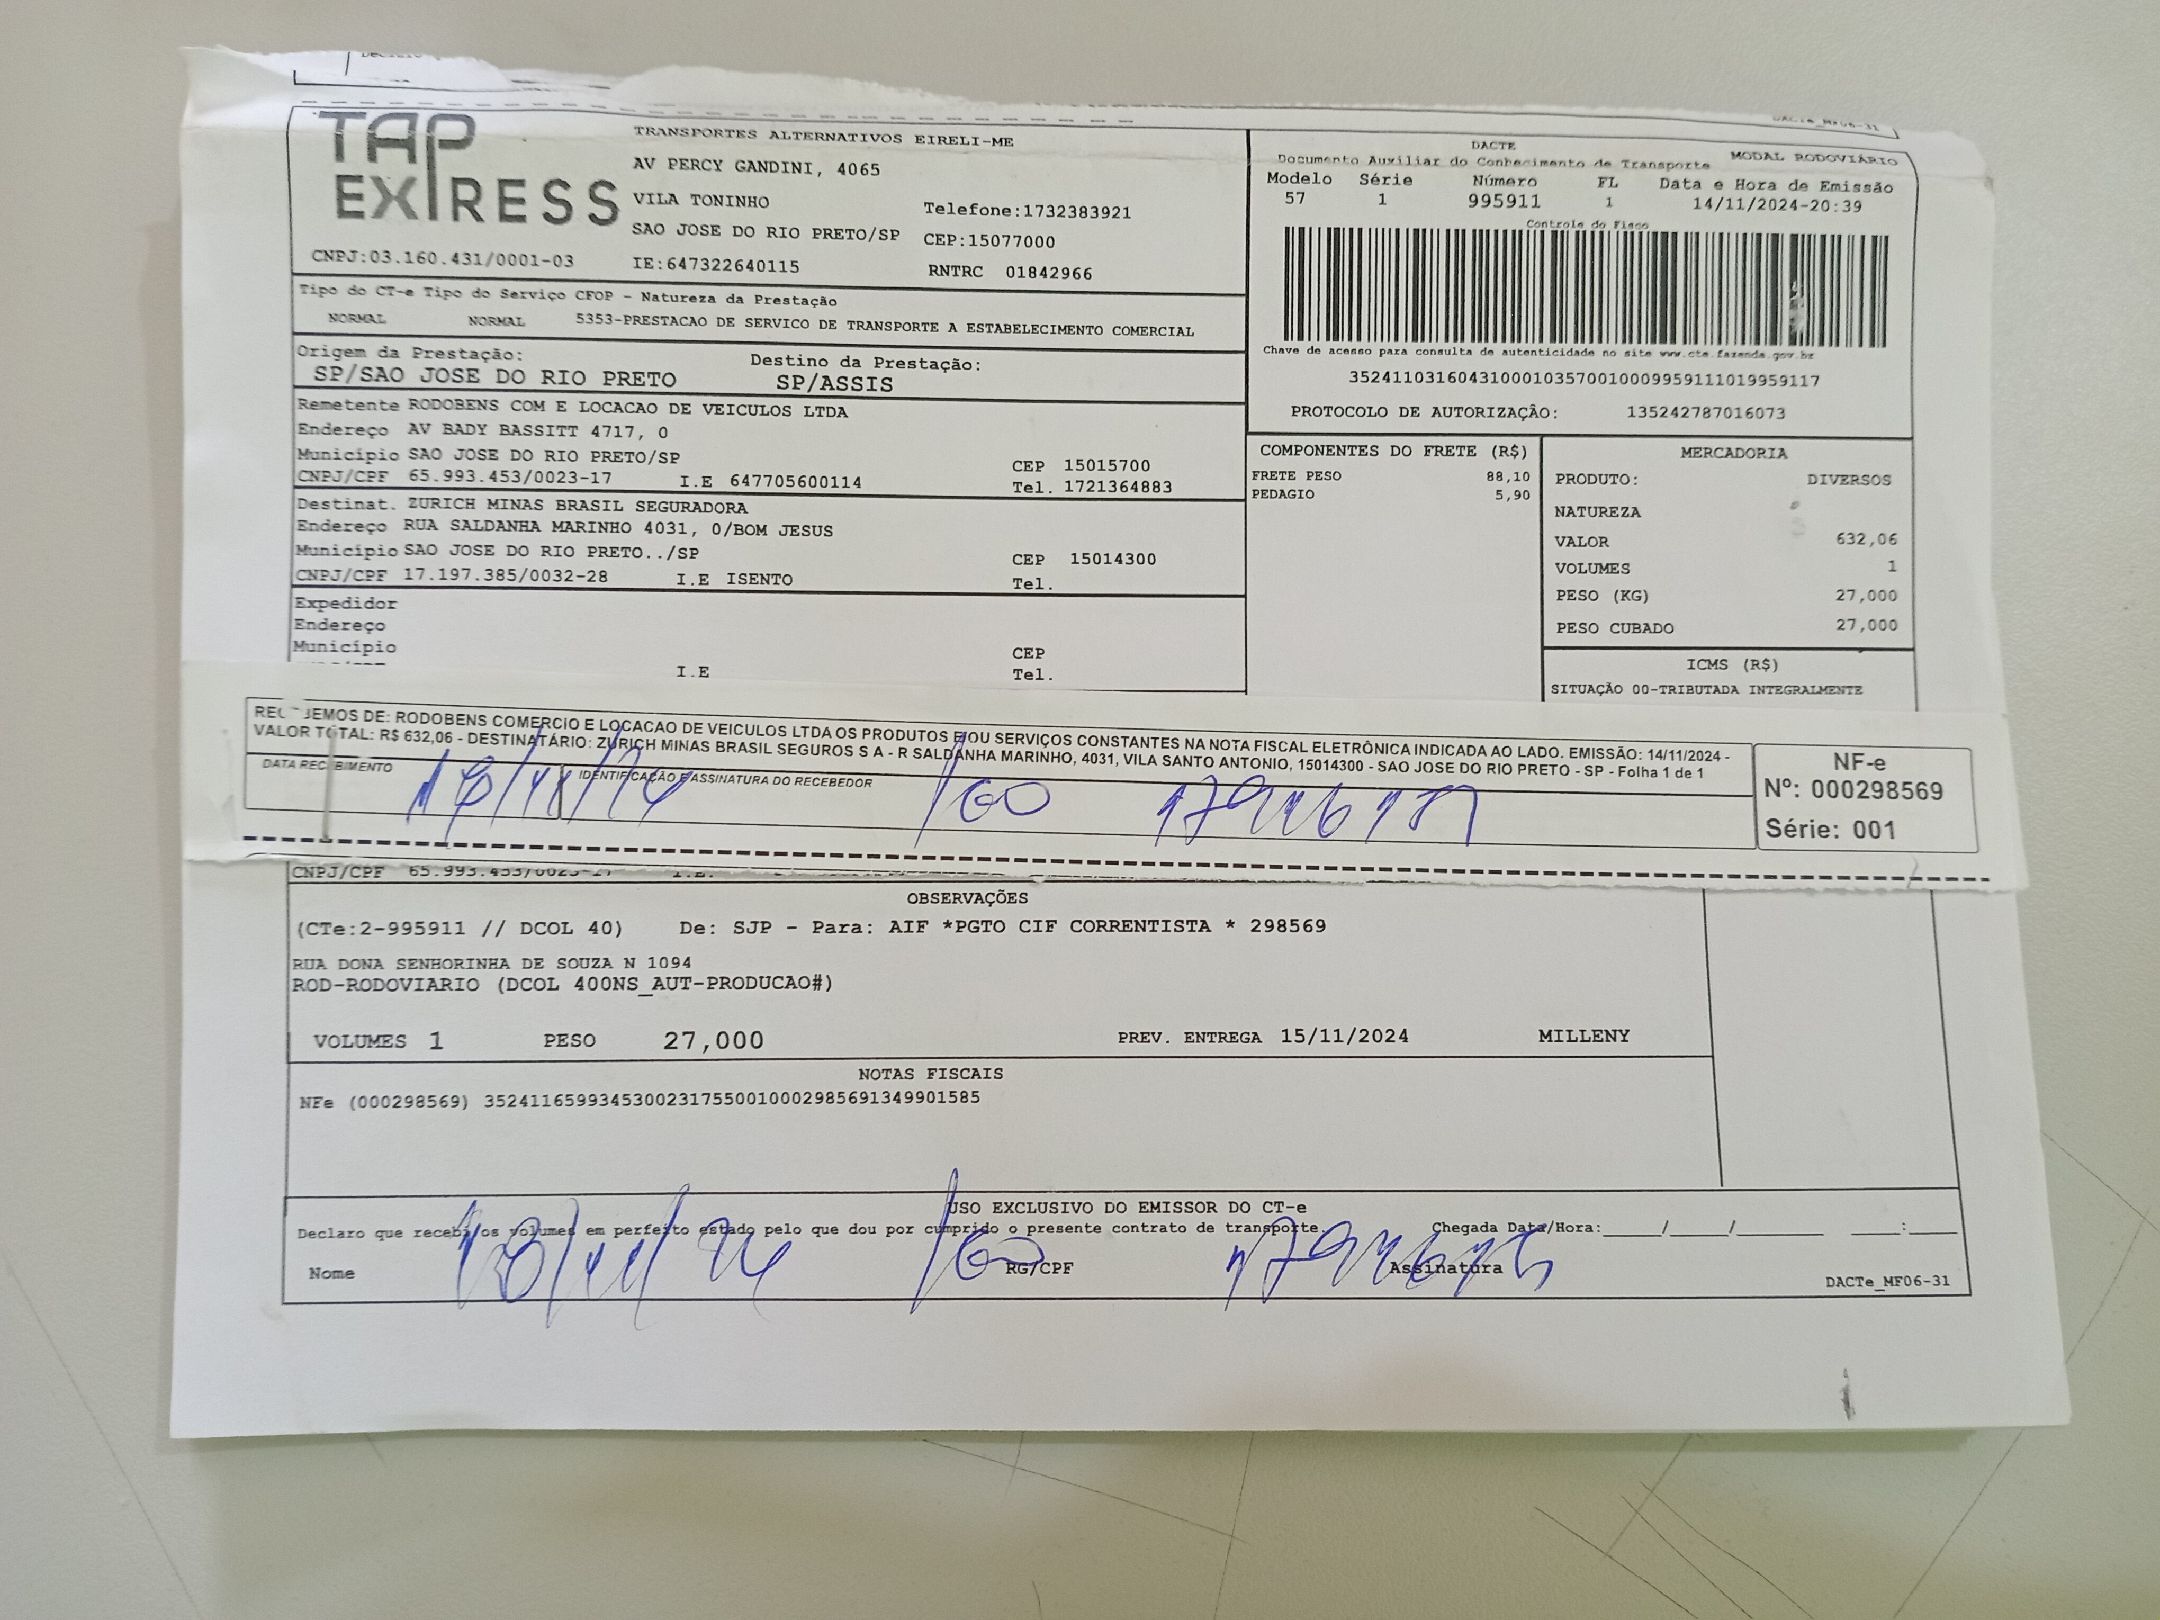 TAP EXPRESS
TRANSPORTES ALTERNATIVOS EIRELI-ME
AV PERCY GANDINI, 4065
VILA TONINHO Telefone:1732383921
SAO JOSE DO RIO PRETO/SP CEP:15077000
CNPJ:03.160.431/0001-03 IE:647322640115 RNTRC 01842966
DACTE
Documento Auxiliar do Conhecimento de Transporte MODAL RODOVIÁRIO
Modelo Série Número FL Data e Hora de Emissão
57 1 995911 1 14/11/2024-20:39
Controle do Fisco
Chave de acesso para consulta de autenticidade no site www.cte.fazenda.gov.br
35241103160431000103570010009959111019959117
PROTOCOLO DE AUTORIZAÇÃO: 135242787016073
Tipo do CT-e Tipo do Serviço CFOP - Natureza da Prestação
NORMAL NORMAL 5353-PRESTACAO DE SERVICO DE TRANSPORTE A ESTABELECIMENTO COMERCIAL
Origem da Prestação: Destino da Prestação:
SP/SAO JOSE DO RIO PRETO SP/ASSIS
Remetente RODOBENS COM E LOCACAO DE VEICULOS LTDA
Endereço AV BADY BASSITT 4717, 0
Município SAO JOSE DO RIO PRETO/SP CEP 15015700
CNPJ/CPF 65.993.453/0023-17 I.E 647705600114 Tel. 1721364883
Destinat. ZURICH MINAS BRASIL SEGURADORA
Endereço RUA SALDANHA MARINHO 4031, 0/BOM JESUS
Município SAO JOSE DO RIO PRETO../SP CEP 15014300
CNPJ/CPF 17.197.385/0032-28 I.E ISENTO Tel.
Expedidor
Endereço
Município CEP
I.E Tel.
COMPONENTES DO FRETE (R$)
FRETE PESO 88,10
PEDAGIO 5,90
MERCADORIA
PRODUTO: DIVERSOS
NATUREZA
VALOR 632,06
VOLUMES 1
PESO (KG) 27,000
PESO CUBADO 27,000
ICMS (R$)
SITUAÇÃO 00-TRIBUTADA INTEGRALMENTE
DE: RODOBENS COMERCIO E LOCACAO DE VEICULOS LTDA OS PRODUTOS E/OU SERVIÇOS CONSTANTES NA NOTA FISCAL ELETRÔNICA INDICADA AO LADO. EMISSÃO: 14/11/2024 -
VALOR TOTAL: R$ 632,06 - DESTINATÁRIO: ZURICH MINAS BRASIL SEGUROS S A - R SALDANHA MARINHO, 4031, VILA SANTO ANTONIO, 15014300 - SAO JOSE DO RIO PRETO - SP - Folha 1 de 1
DATA RECEBIMENTO IDENTIFICAÇÃO E ASSINATURA DO RECEBEDOR
NF-e
Nº: 000298569
Série: 001
CNPJ/CPF 65.993.453/0023-17 I.E.
OBSERVAÇÕES
(CTe:2-995911 // DCOL 40) De: SJP - Para: AIF *PGTO CIF CORRENTISTA * 298569
RUA DONA SENHORINHA DE SOUZA N 1094
ROD-RODOVIARIO (DCOL 400NS_AUT-PRODUCAO#)
VOLUMES 1 PESO 27,000 PREV. ENTREGA 15/11/2024 MILLENY
NOTAS FISCAIS
NFe (000298569) 35241165993453002317550010002985691349901585
USO EXCLUSIVO DO EMISSOR DO CT-e
Declaro que recebi os volumes em perfeito estado pelo que dou por cumprido o presente contrato de transporte. Chegada Data/Hora:_____/_____/________ ____:____
Nome RG/CPF Assinatura
DACTe_MF06-31